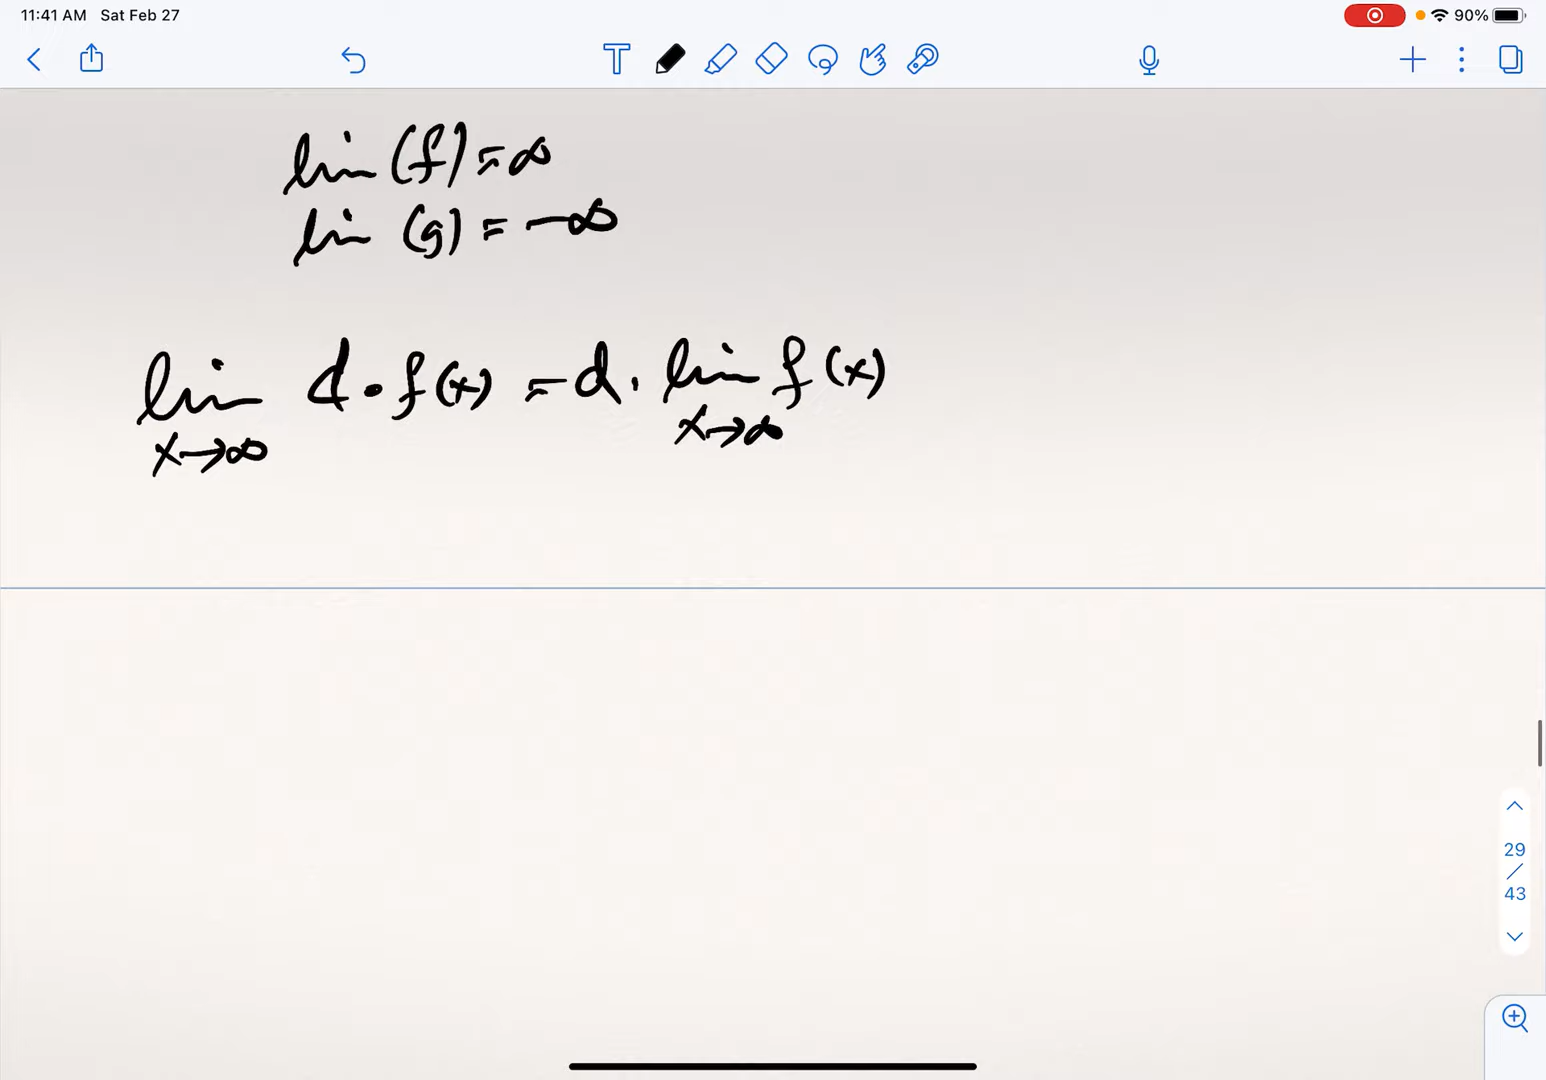 11:41 AM Sat Feb 27 90%
T
lim (f) = ∞
lim (g) = -∞
lim d · f(x) = d · lim f(x)
x→∞ x→∞
29
/
43